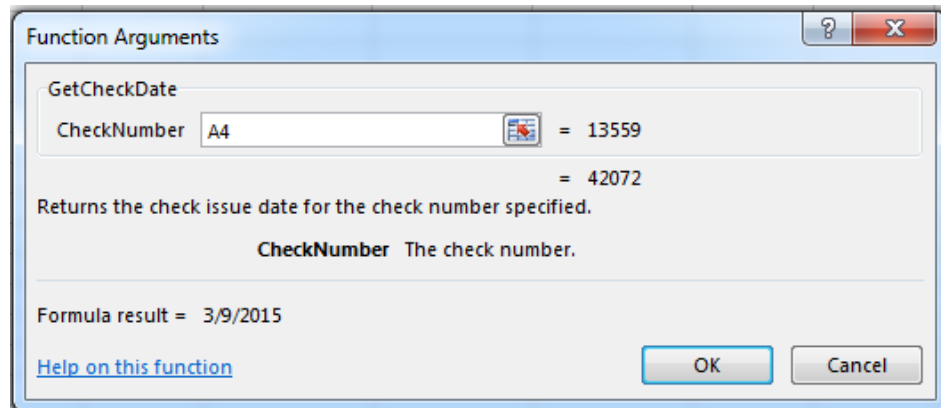 Function Arguments
GetCheckDate
CheckNumber A4 = 13559
= 42072
Returns the check issue date for the check number specified.
CheckNumber The check number.
Formula result = 3/9/2015
Help on this function OK Cancel